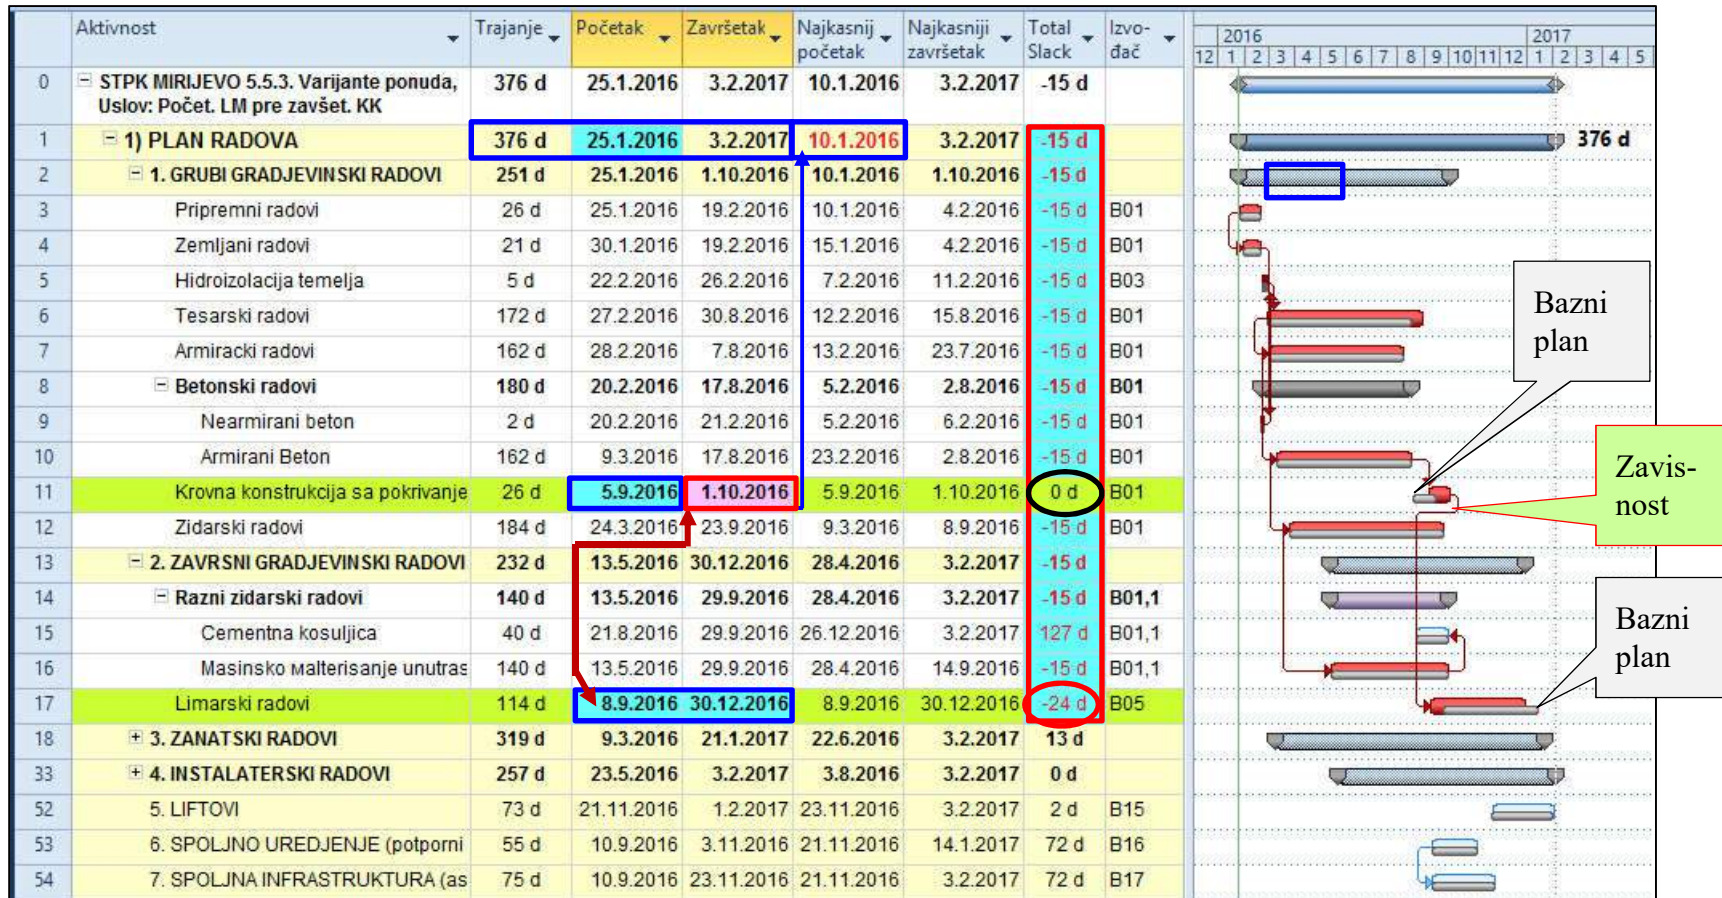 Aktivnost Trajanje Početak Završetak Najkasnij početak Najkasniji završetak Total Slack Izvo-đač
2016 2017
12 1 2 3 4 5 6 7 8 9 10 11 12 1 2 3 4 5
0 STPK MIRIJEVO 5.5.3. Varijante ponuda, 376 d 25.1.2016 3.2.2017 10.1.2016 3.2.2017 -15 d
Uslov: Počet. LM pre zavšet. KK
1 1) PLAN RADOVA 376 d 25.1.2016 3.2.2017 10.1.2016 3.2.2017 -15 d 376 d
2 1. GRUBI GRADJEVINSKI RADOVI 251 d 25.1.2016 1.10.2016 10.1.2016 1.10.2016 -15 d
3 Pripremni radovi 26 d 25.1.2016 19.2.2016 10.1.2016 4.2.2016 -15 d B01
4 Zemljani radovi 21 d 30.1.2016 19.2.2016 15.1.2016 4.2.2016 -15 d B01
5 Hidroizolacija temelja 5 d 22.2.2016 26.2.2016 7.2.2016 11.2.2016 -15 d B03
6 Tesarski radovi 172 d 27.2.2016 30.8.2016 12.2.2016 15.8.2016 -15 d B01
7 Armiracki radovi 162 d 28.2.2016 7.8.2016 13.2.2016 23.7.2016 -15 d B01
8 Betonski radovi 180 d 20.2.2016 17.8.2016 5.2.2016 2.8.2016 -15 d B01
9 Nearmirani beton 2 d 20.2.2016 21.2.2016 5.2.2016 6.2.2016 -15 d B01
10 Armirani Beton 162 d 9.3.2016 17.8.2016 23.2.2016 2.8.2016 -15 d B01
11 Krovna konstrukcija sa pokrivanje 26 d 5.9.2016 1.10.2016 5.9.2016 1.10.2016 0 d B01
12 Zidarski radovi 184 d 24.3.2016 23.9.2016 9.3.2016 8.9.2016 -15 d B01
13 2. ZAVRSNI GRADJEVINSKI RADOVI 232 d 13.5.2016 30.12.2016 28.4.2016 3.2.2017 -15 d
14 Razni zidarski radovi 140 d 13.5.2016 29.9.2016 28.4.2016 3.2.2017 -15 d B01,1
15 Cementna kosuljica 40 d 21.8.2016 29.9.2016 26.12.2016 3.2.2017 127 d B01,1
16 Masinsko малterisanje unutras 140 d 13.5.2016 29.9.2016 28.4.2016 14.9.2016 -15 d B01,1
17 Limarski radovi 114 d 8.9.2016 30.12.2016 8.9.2016 30.12.2016 -24 d B05
18 3. ZANATSKI RADOVI 319 d 9.3.2016 21.1.2017 22.6.2016 3.2.2017 13 d
33 4. INSTALATERSKI RADOVI 257 d 23.5.2016 3.2.2017 3.8.2016 3.2.2017 0 d
52 5. LIFTOVI 73 d 21.11.2016 1.2.2017 23.11.2016 3.2.2017 2 d B15
53 6. SPOLJNO UREDJENJE (potporni 55 d 10.9.2016 3.11.2016 21.11.2016 14.1.2017 72 d B16
54 7. SPOLJNA INFRASTRUKTURA (as 75 d 10.9.2016 23.11.2016 21.11.2016 3.2.2017 72 d B17
Bazni
plan
Zavis-
nost
Bazni
plan